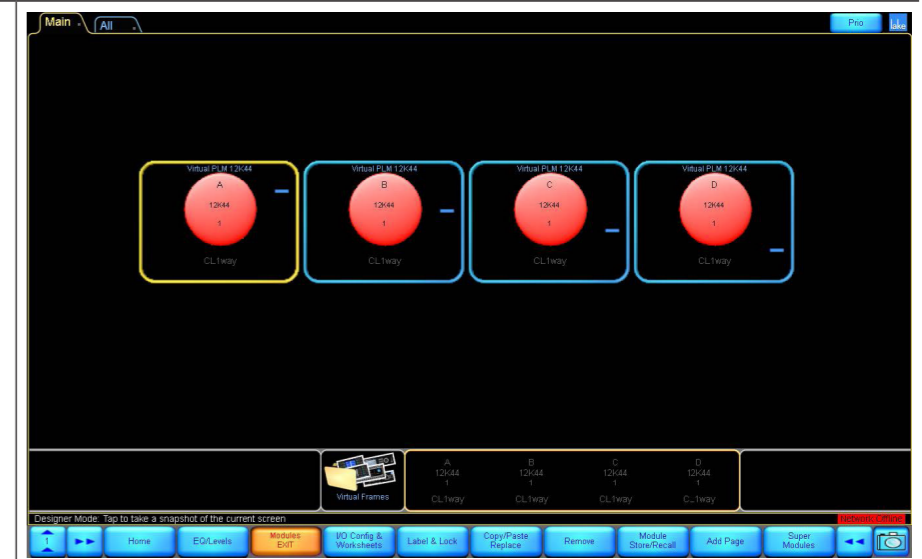 Main
All
Prio
lake
Virtual PLM 12K44
A
12K44
1
CL1way
Virtual PLM 12K44
B
12K44
1
CL1way
Virtual PLM 12K44
C
12K44
1
CL1way
Virtual PLM 12K44
D
12K44
1
CL1way
Virtual Frames
A
12K44
1
CL1way
B
12K44
1
CL1way
C
12K44
1
CL1way
D
12K44
1
C_1way
Designer Mode: Tap to take a snapshot of the current screen
Network Offline
1
Home
EQ/Levels
Modules
EXIT
I/O Config &
Worksheets
Label & Lock
Copy/Paste
Replace
Remove
Module
Store/Recall
Add Page
Super
Modules